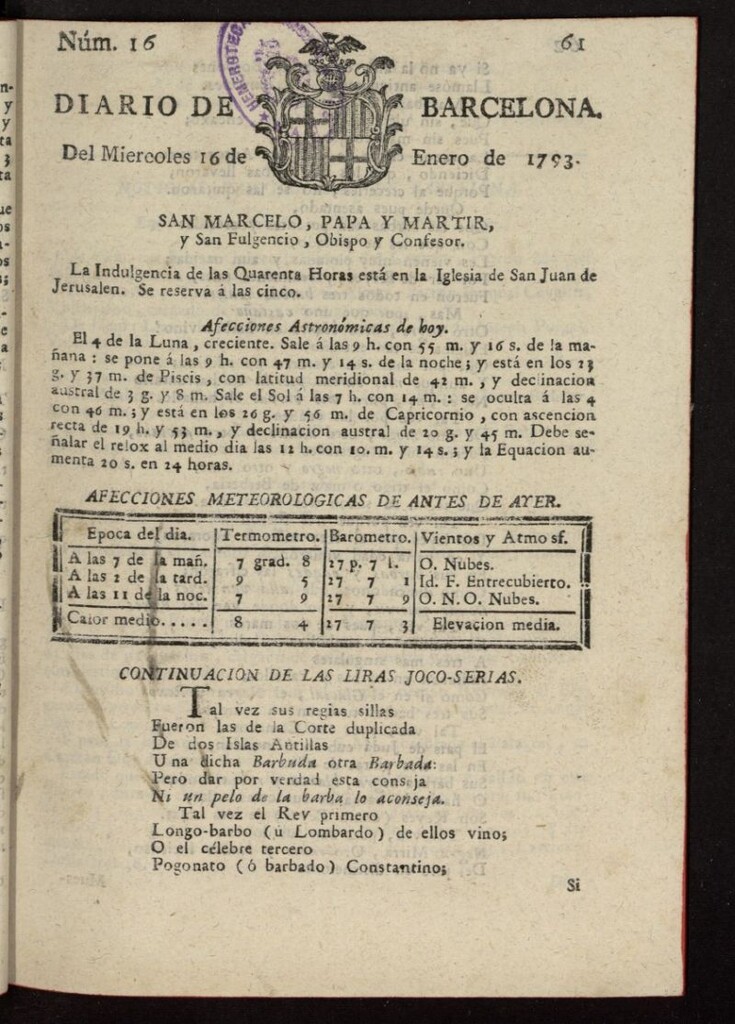 Núm. 16 61
HEMEROTECA
DIARIO DE BARCELONA.
Del Miercoles 16 de Enero de 1793.
SAN MARCELO, PAPA Y MARTIR,
y San Fulgencio, Obispo y Confesor.
La Indulgencia de las Quarenta Horas está en la Iglesia de San Juan de
Jerusalen. Se reserva á las cinco.
Afecciones Astronómicas de hoy.
El 4 de la Luna, creciente. Sale á las 9 h. con 55 m. y 16 s. de la ma-
ñana: se pone á las 9 h. con 47 m. y 14 s. de la noche; y está en los 23
g. y 37 m. de Piscis, con latitud meridional de 42 m., y declinacion
austral de 3 g. y 8 m. Sale el Sol á las 7 h. con 14 m.: se oculta á las 4
con 46 m.; y está en los 26 g. y 56 m. de Capricornio, con ascencion
recta de 19 h. y 53 m., y declinacion austral de 20 g. y 45 m. Debe se-
ñalar el relox al medio dia las 12 h. con 10. m. y 14 s.; y la Equacion au-
menta 20 s. en 24 horas.
AFECCIONES METEOROLOGICAS DE ANTES DE AYER.
Epoca del dia. Termometro. Barometro. Vientos y Atmosf.
A las 7 de la mañ. 7 grad. 8 27 p. 7 l. O. Nubes.
A las 2 de la tard. 9 5 27 7 1 Id. F. Entrecubierto.
A las 11 de la noc. 7 9 27 7 9 O. N. O. Nubes.
Calor medio..... 8 4 27 7 3 Elevacion media.
CONTINUACION DE LAS LIRAS JOCO-SERIAS.
Tal vez sus regias sillas
Fueron las de la Corte duplicada
De dos Islas Antillas
Una dicha Barbuda otra Barbada:
Pero dar por verdad esta conseja
Ni un pelo de la barba lo aconseja.
Tal vez el Rey primero
Longo-barbo (ú Lombardo) de ellos vino;
O el célebre tercero
Pogonato (ó barbado) Constantino;
Si